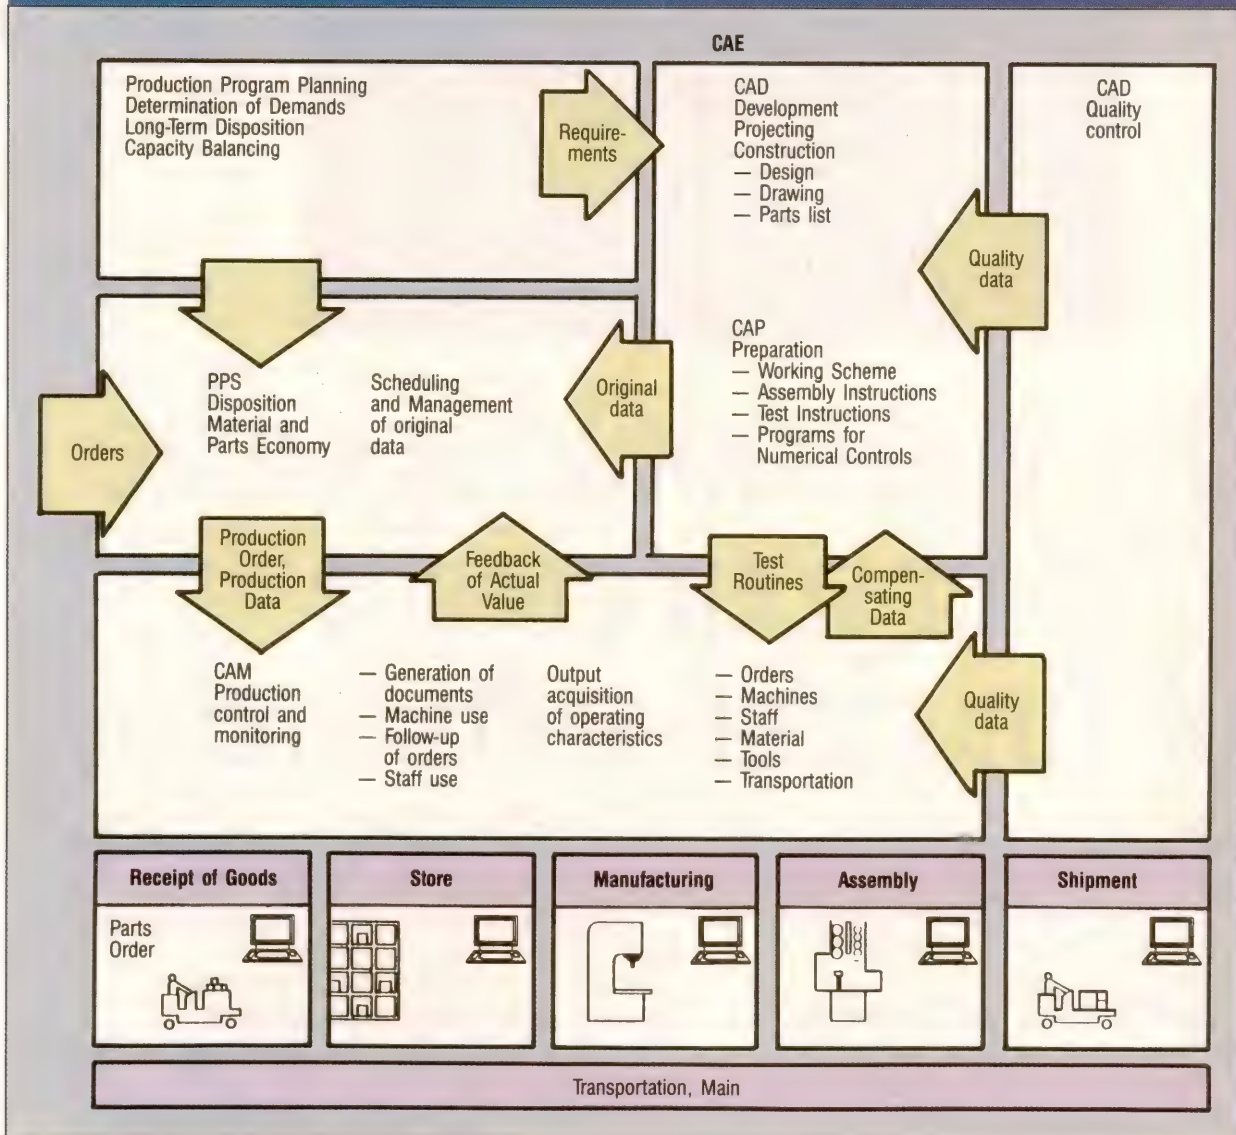 CAE
Production Program Planning
Determination of Demands
Long-Term Disposition
Capacity Balancing
Require-
ments
CAD
Development
Projecting
Construction
— Design
— Drawing
— Parts list
CAD
Quality
control
Quality
data
CAP
Preparation
— Working Scheme
— Assembly Instructions
— Test Instructions
— Programs for
Numerical Controls
Original
data
PPS
Disposition
Material and
Parts Economy
Scheduling
and Management
of original
data
Orders
Production
Order,
Production
Data
Feedback
of Actual
Value
Test
Routines
Compen-
sating
Data
CAM
Production
control and
monitoring
— Generation of
documents
— Machine use
— Follow-up
of orders
— Staff use
Output
acquisition
of operating
characteristics
— Orders
— Machines
— Staff
— Material
— Tools
— Transportation
Quality
data
Receipt of Goods
Parts
Order
Store
Manufacturing
Assembly
Shipment
Transportation, Main